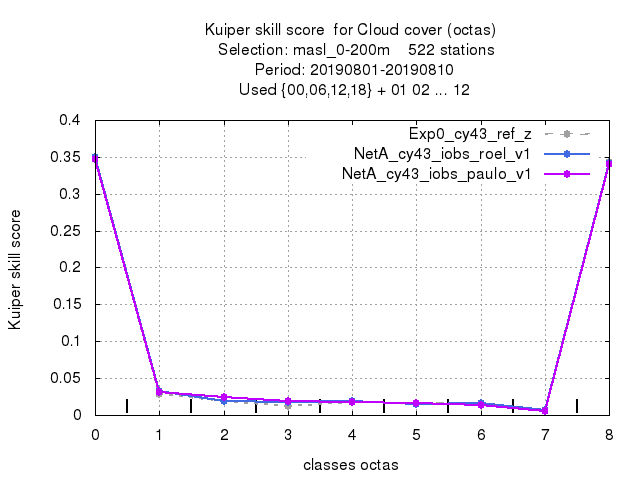 Kuiper skill score  for Cloud cover (octas)
Selection: masl_0-200m    522 stations
Period: 20190801-20190810
Used {00,06,12,18} + 01 02 ... 12
Exp0_cy43_ref_z
NetA_cy43_iobs_roel_v1
NetA_cy43_iobs_paulo_v1
Kuiper skill score
0.4
0.35
0.3
0.25
0.2
0.15
0.1
0.05
0
0 1 2 3 4 5 6 7 8
classes octas